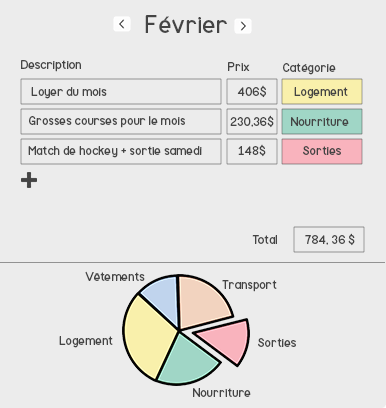 Février
Description Prix Catégorie
Loyer du mois 406$ Logement
Grosses courses pour le mois 230,36$ Nourriture
Match de hockey + sortie samedi 148$ Sorties
Total 784, 36 $
Vêtements
Transport
Logement
Sorties
Nourriture